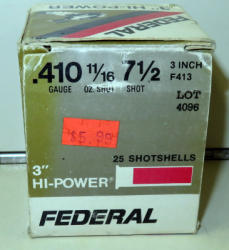 HI-POWER FEDERAL
.410 11/16 7 1/2 3 INCH
GAUGE OZ. SHOT SHOT F413
LOT
4096
$5.99
25 SHOTSHELLS
3"
HI-POWER®
FEDERAL